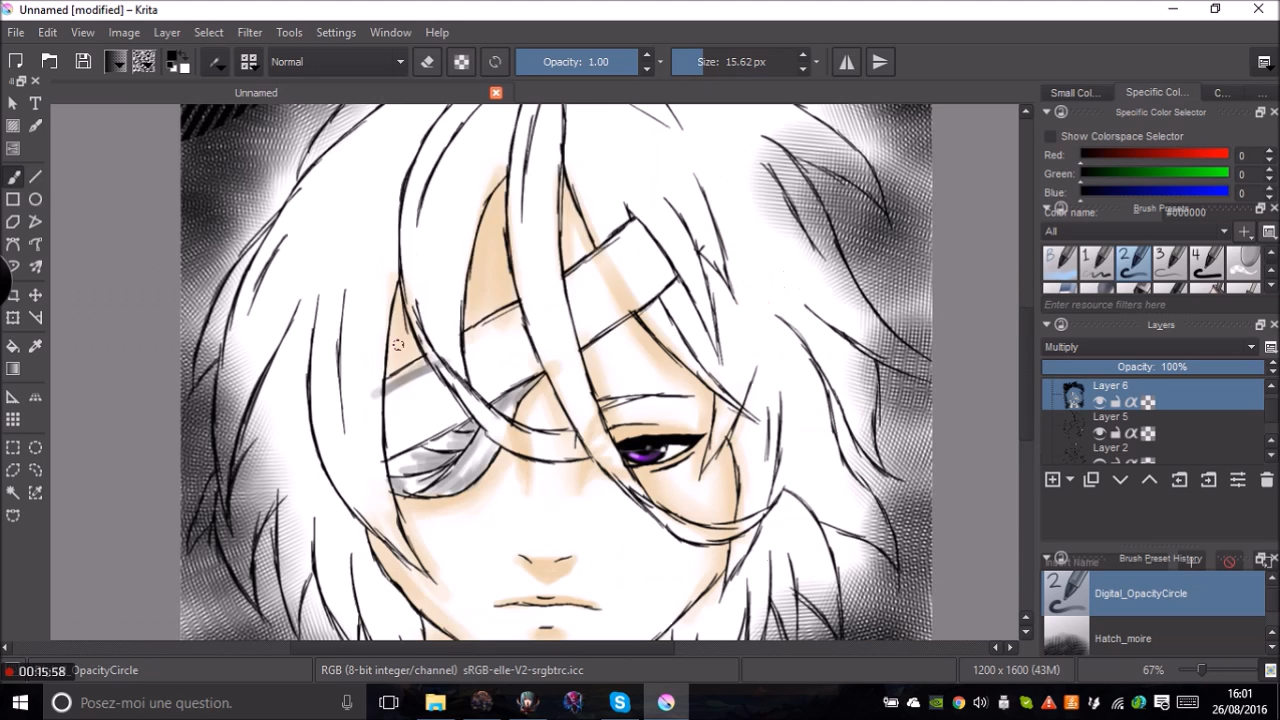 Unnamed [modified] – Krita
File Edit View Image Layer Select Filter Tools Settings Window Help
Normal
Opacity: 1.00
Size: 15.62 px
Unnamed
Small Col...
Specific Col...
C...
...
Specific Color Selector
Show Colorspace Selector
Red: 0
Green: 0
Blue: 0
Color name: #000000
Brush Presets
All
Enter resource filters here
Layers
Multiply
Opacity: 100%
Layer 6
Layer 5
Layer 2
Brush Preset History
Insert Name
Digital_OpacityCircle
Hatch_moire
00:15:58
OpacityCircle
RGB (8-bit integer/channel) sRGB-elle-V2-srgbtrc.icc
1200 x 1600 (43M)
67%
Posez-moi une question.
16:01
26/08/2016